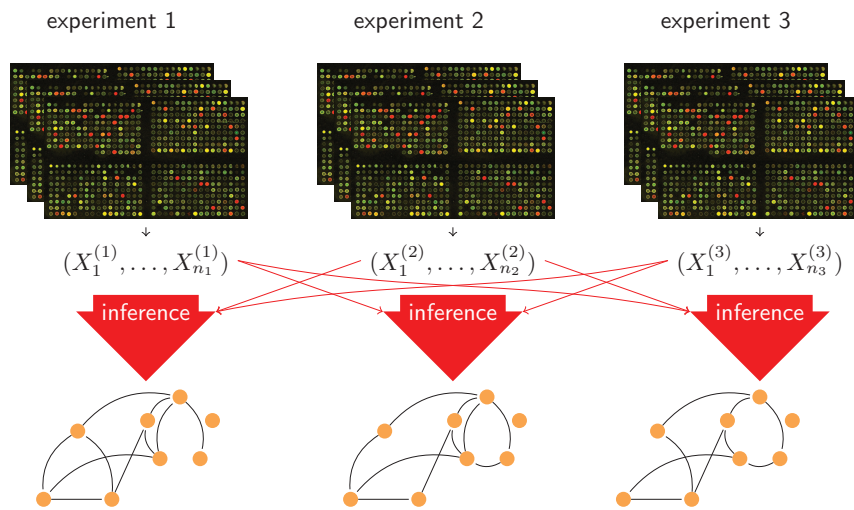 experiment 1 experiment 2 experiment 3
(X_1^{(1)}, . . . , X_{n_1}^{(1)}) (X_1^{(2)}, . . . , X_{n_2}^{(2)}) (X_1^{(3)}, . . . , X_{n_3}^{(3)})
inference inference inference